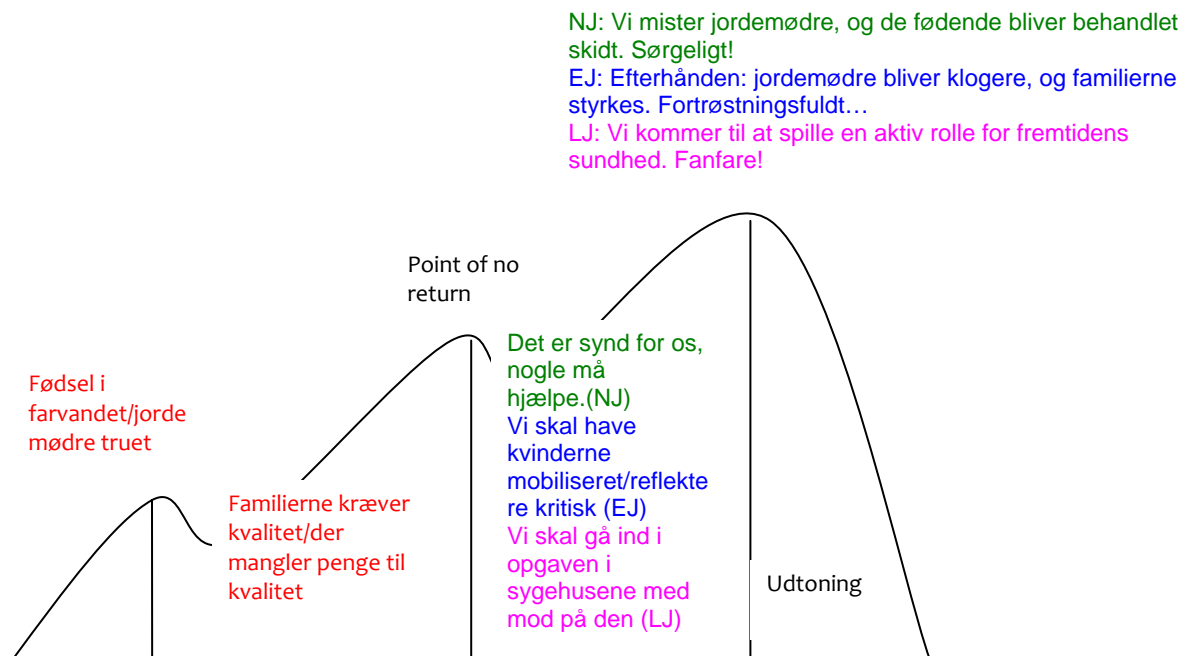 NJ: Vi mister jordemødre, og de fødende bliver behandlet
skidt. Sørgeligt!
EJ: Efterhånden: jordemødre bliver klogere, og familierne
styrkes. Fortrøstningsfuldt…
LJ: Vi kommer til at spille en aktiv rolle for fremtidens
sundhed. Fanfare!
Point of no
return
Det er synd for os,
nogle må
hjælpe.(NJ)
Vi skal have
kvinderne
mobiliseret/reflekte
re kritisk (EJ)
Vi skal gå ind i
opgaven i
sygehusene med
mod på den (LJ)
Fødsel i
farvandet/jorde
mødre truet
Familierne kræver
kvalitet/der
mangler penge til
kvalitet
Udtoning